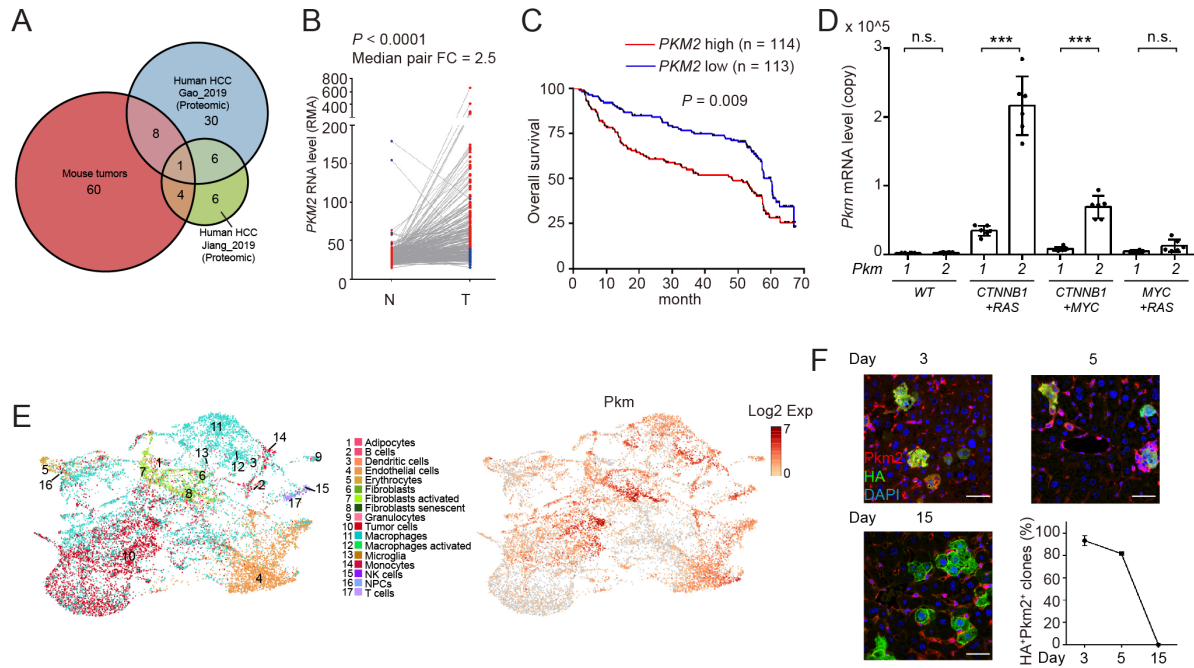 A
Human HCC
Gao_2019
(Proteomic)
30
8
6
1
Mouse tumors
60
4
6
Human HCC
Jiang_2019
(Proteomic)
B
P < 0.0001
Median pair FC = 2.5
PKM2 RNA level (RMA)
800
600
400
200
150
100
50
0
N
T
C
PKM2 high (n = 114)
PKM2 low (n = 113)
P = 0.009
Overall survival
100
75
50
25
0
0 10 20 30 40 50 60 70
month
D
x 10^5
n.s. *** *** n.s.
Pkm mRNA level (copy)
3
2
1
0
Pkm 1 2 1 2 1 2 1 2
WT
CTNNB1
+RAS
CTNNB1
+MYC
MYC
+RAS
E
11
14
13
12
3
9
5
16
1
7
6
8
2
15
17
10
4
1 Adipocytes
2 B cells
3 Dendritic cells
4 Endothelial cells
5 Erythrocytes
6 Fibroblasts
7 Fibroblasts activated
8 Fibroblasts senescent
9 Granulocytes
10 Tumor cells
11 Macrophages
12 Macrophages activated
13 Microglia
14 Monocytes
15 NK cells
16 NPCs
17 T cells
Pkm
Log2 Exp
7
0
F
Day 3 5
Pkm2
HA
DAPI
15
HA+Pkm2+ clones (%)
100
80
80
40
20
0
Day 3 5 15